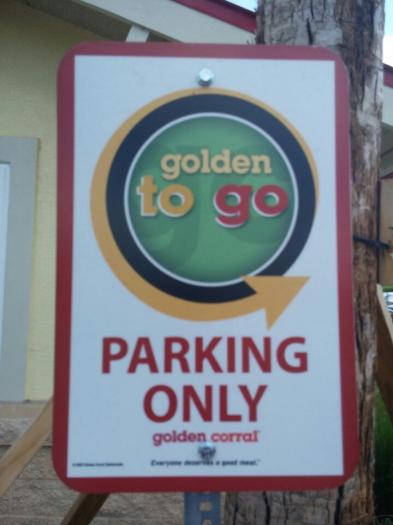 golden
to go
PARKING
ONLY
golden corral
Everyone deserves a good meal.